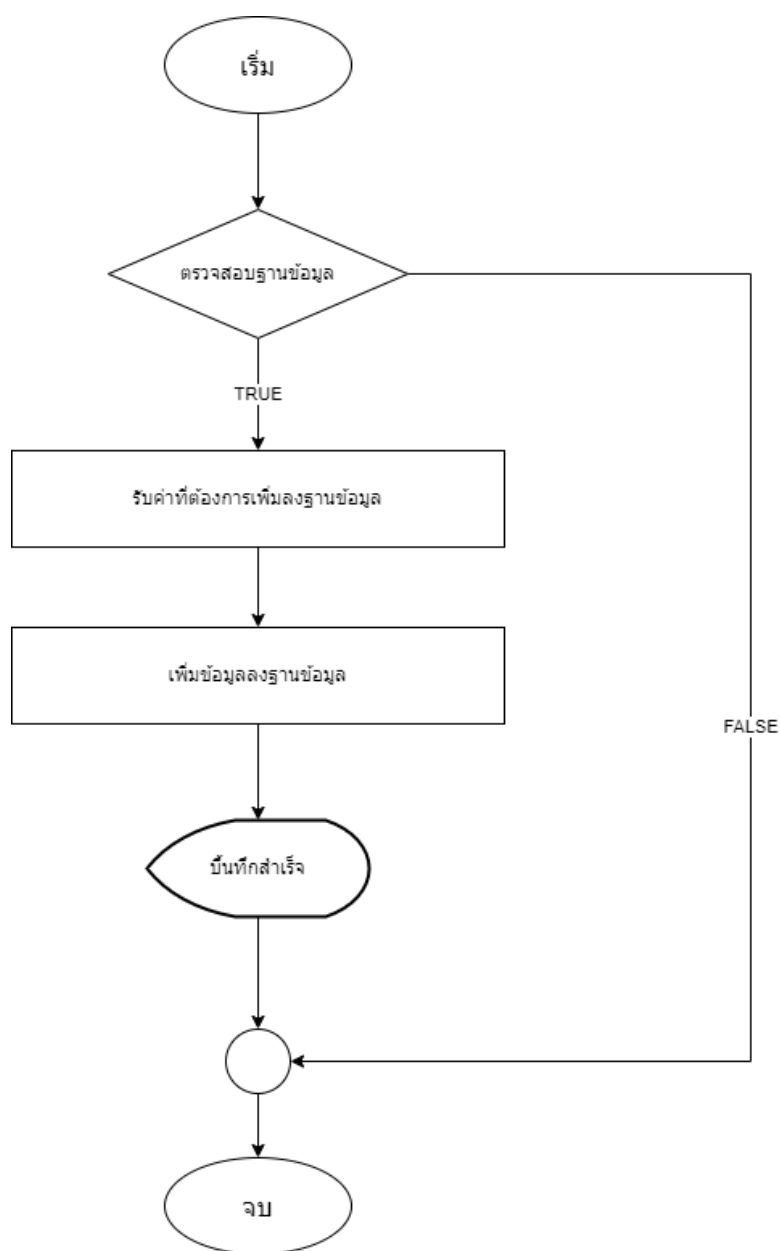 เริ่ม
ตรวจสอบฐานข้อมูล
TRUE
รับค่าที่ต้องการเพิ่มลงฐานข้อมูล
เพิ่มข้อมูลลงฐานข้อมูล
FALSE
บึ้นทึกสำเร็จ
จบ